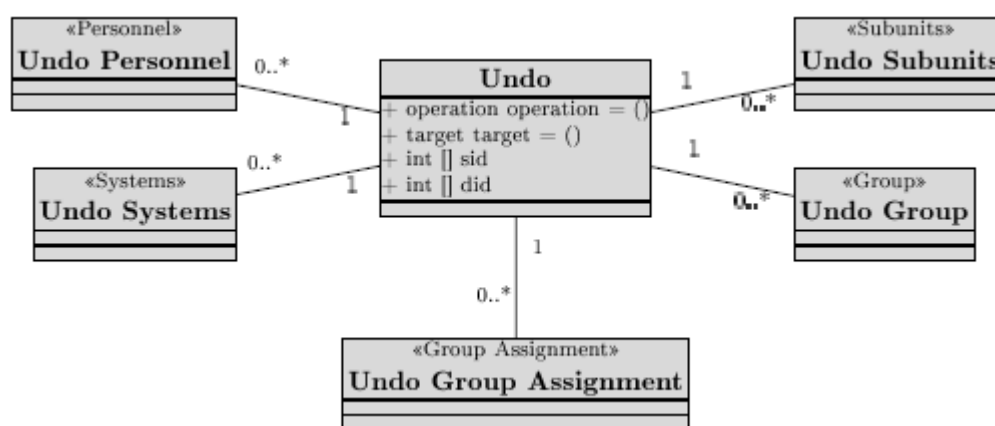 «Personnel»
Undo Personnel
0..*
1
Undo
+ operation operation = ()
+ target target = ()
+ int [] sid
+ int [] did
«Subunits»
Undo Subunits
1
0..*
«Systems»
Undo Systems
0..*
1
«Group»
Undo Group
1
0..*
1
0..*
«Group Assignment»
Undo Group Assignment